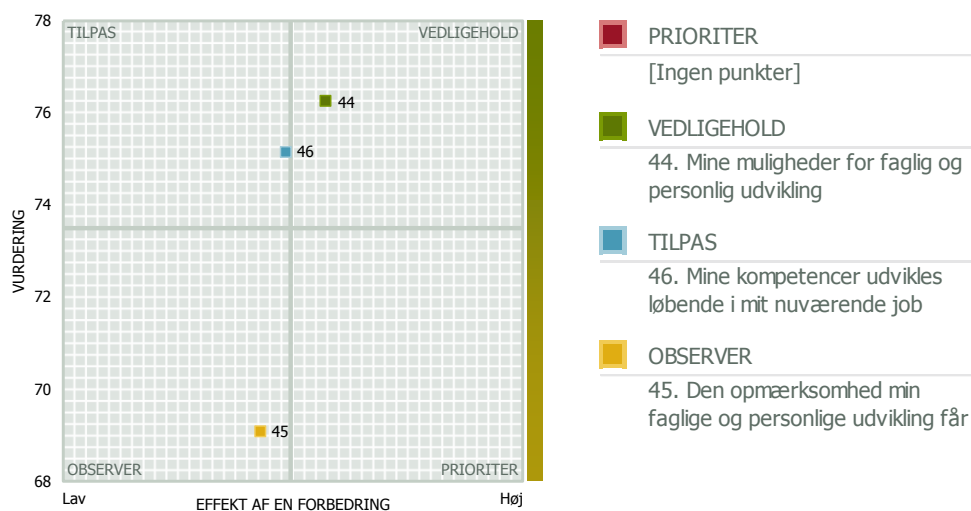 78
TILPAS
VEDLIGEHOLD
76
44
46
74
VURDERING
72
70
45
OBSERVER
PRIORITER
68
Lav
EFFEKT AF EN FORBEDRING
Høj
PRIORITER
[Ingen punkter]
VEDLIGEHOLD
44. Mine muligheder for faglig og
personlig udvikling
TILPAS
46. Mine kompetencer udvikles
løbende i mit nuværende job
OBSERVER
45. Den opmærksomhed min
faglige og personlige udvikling får